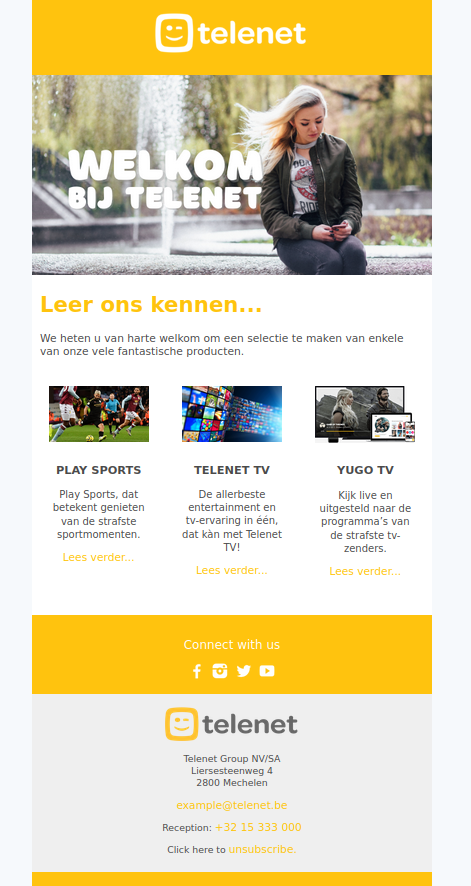 telenet
WELKOM
BIJ TELENET
Leer ons kennen...
We heten u van harte welkom om een selectie te maken van enkele
van onze vele fantastische producten.
PLAY SPORTS
Play Sports, dat
betekent genieten
van de strafste
sportmomenten.
Lees verder...
TELENET TV
De allerbeste
entertainment en
tv-ervaring in één,
dat kàn met Telenet
TV!
Lees verder...
YUGO TV
Kijk live en
uitgesteld naar de
programma's van
de strafste tv-
zenders.
Lees verder...
Connect with us
telenet
Telenet Group NV/SA
Liersesteenweg 4
2800 Mechelen
example@telenet.be
Reception: +32 15 333 000
Click here to unsubscribe.